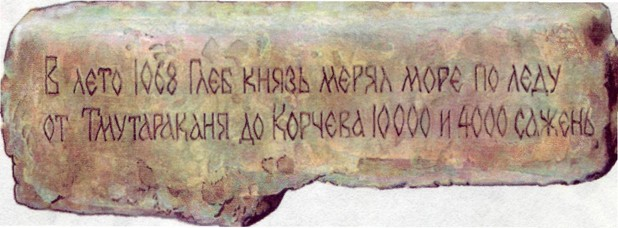 В лето 1068 Глеб князь мерял море по леду
от Тмутараканя до Корчева 10000 и 4000 сажень